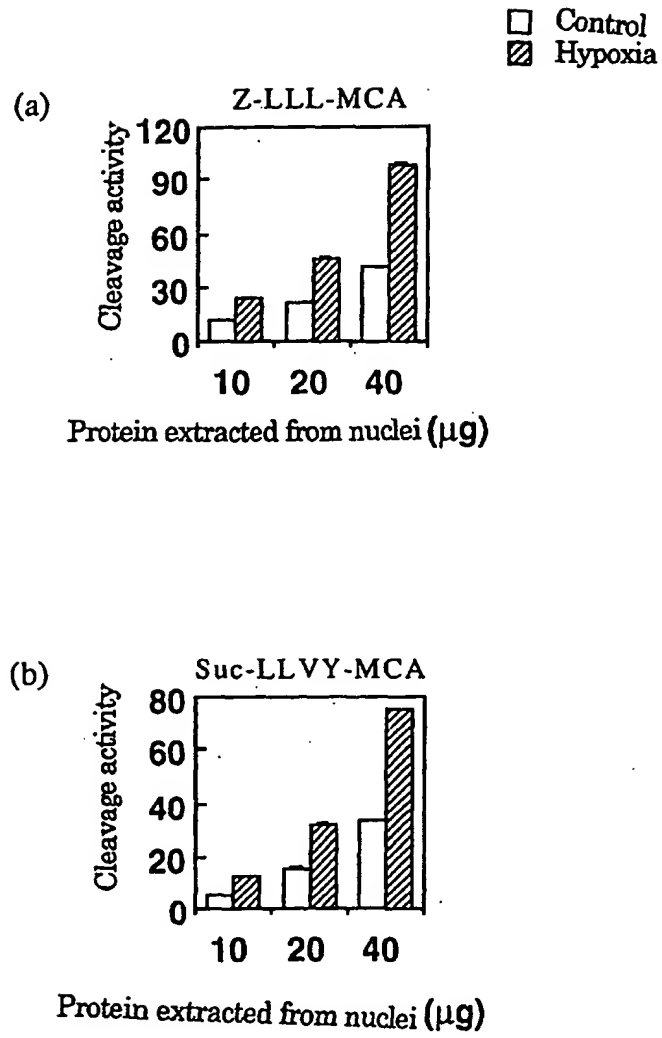 Control
Hypoxia
(a)
Z-LLL-MCA
Cleavage activity
120
90
60
30
0
10 20 40
Protein extracted from nuclei (μg)
(b)
Suc-LLVY-MCA
Cleavage activity
80
60
40
20
0
10 20 40
Protein extracted from nuclei (μg)